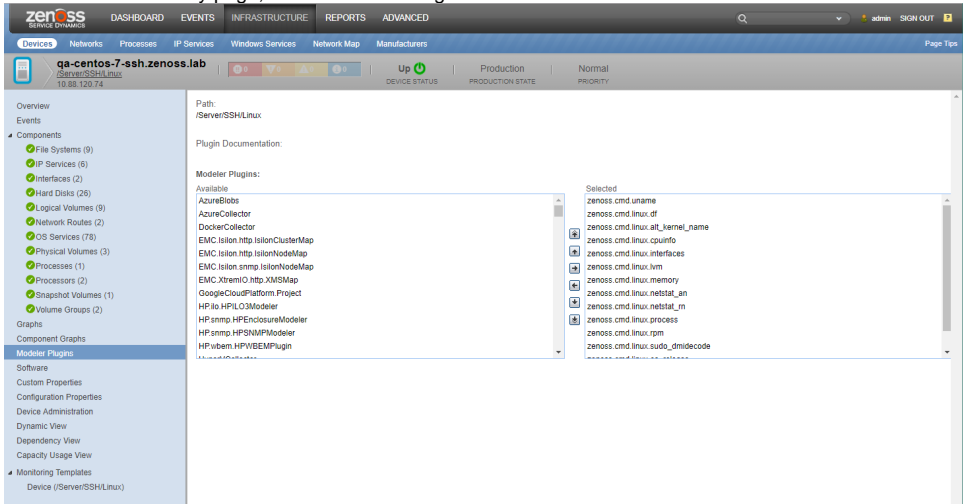 zenoss
SERVICE DYNAMICS
DASHBOARD EVENTS INFRASTRUCTURE REPORTS ADVANCED
admin SIGN OUT ?
Devices Networks Processes IP Services Windows Services Network Map Manufacturers
Page Tips
qa-centos-7-ssh.zenoss.lab
/Server/SSH/Linux
10.88.120.74
Up
DEVICE STATUS
Production
PRODUCTION STATE
Normal
PRIORITY
Overview
Events
Components
File Systems (9)
IP Services (6)
Interfaces (2)
Hard Disks (26)
Logical Volumes (9)
Network Routes (2)
OS Services (78)
Physical Volumes (3)
Processes (1)
Processors (2)
Snapshot Volumes (1)
Volume Groups (2)
Graphs
Component Graphs
Modeler Plugins
Software
Custom Properties
Configuration Properties
Device Administration
Dynamic View
Dependency View
Capacity Usage View
Monitoring Templates
Device (/Server/SSH/Linux)
Path:
/Server/SSH/Linux
Plugin Documentation:
Modeler Plugins:
Available
AzureBlobs
AzureCollector
DockerCollector
EMC.Isilon.http.IsilonClusterMap
EMC.Isilon.http.IsilonNodeMap
EMC.Isilon.snmp.IsilonNodeMap
EMC.XtremIO.http.XMSMap
GoogleCloudPlatform.Project
HP.ilo.HPILO3Modeler
HP.snmp.HPEnclosureModeler
HP.snmp.HPSNMPModeler
HP.wbem.HPWBEMPlugin
Selected
zenoss.cmd.uname
zenoss.cmd.linux.df
zenoss.cmd.linux.alt_kernel_name
zenoss.cmd.linux.cpuinfo
zenoss.cmd.linux.interfaces
zenoss.cmd.linux.lvm
zenoss.cmd.linux.memory
zenoss.cmd.linux.netstat_an
zenoss.cmd.linux.netstat_rn
zenoss.cmd.linux.process
zenoss.cmd.linux.rpm
zenoss.cmd.linux.sudo_dmidecode